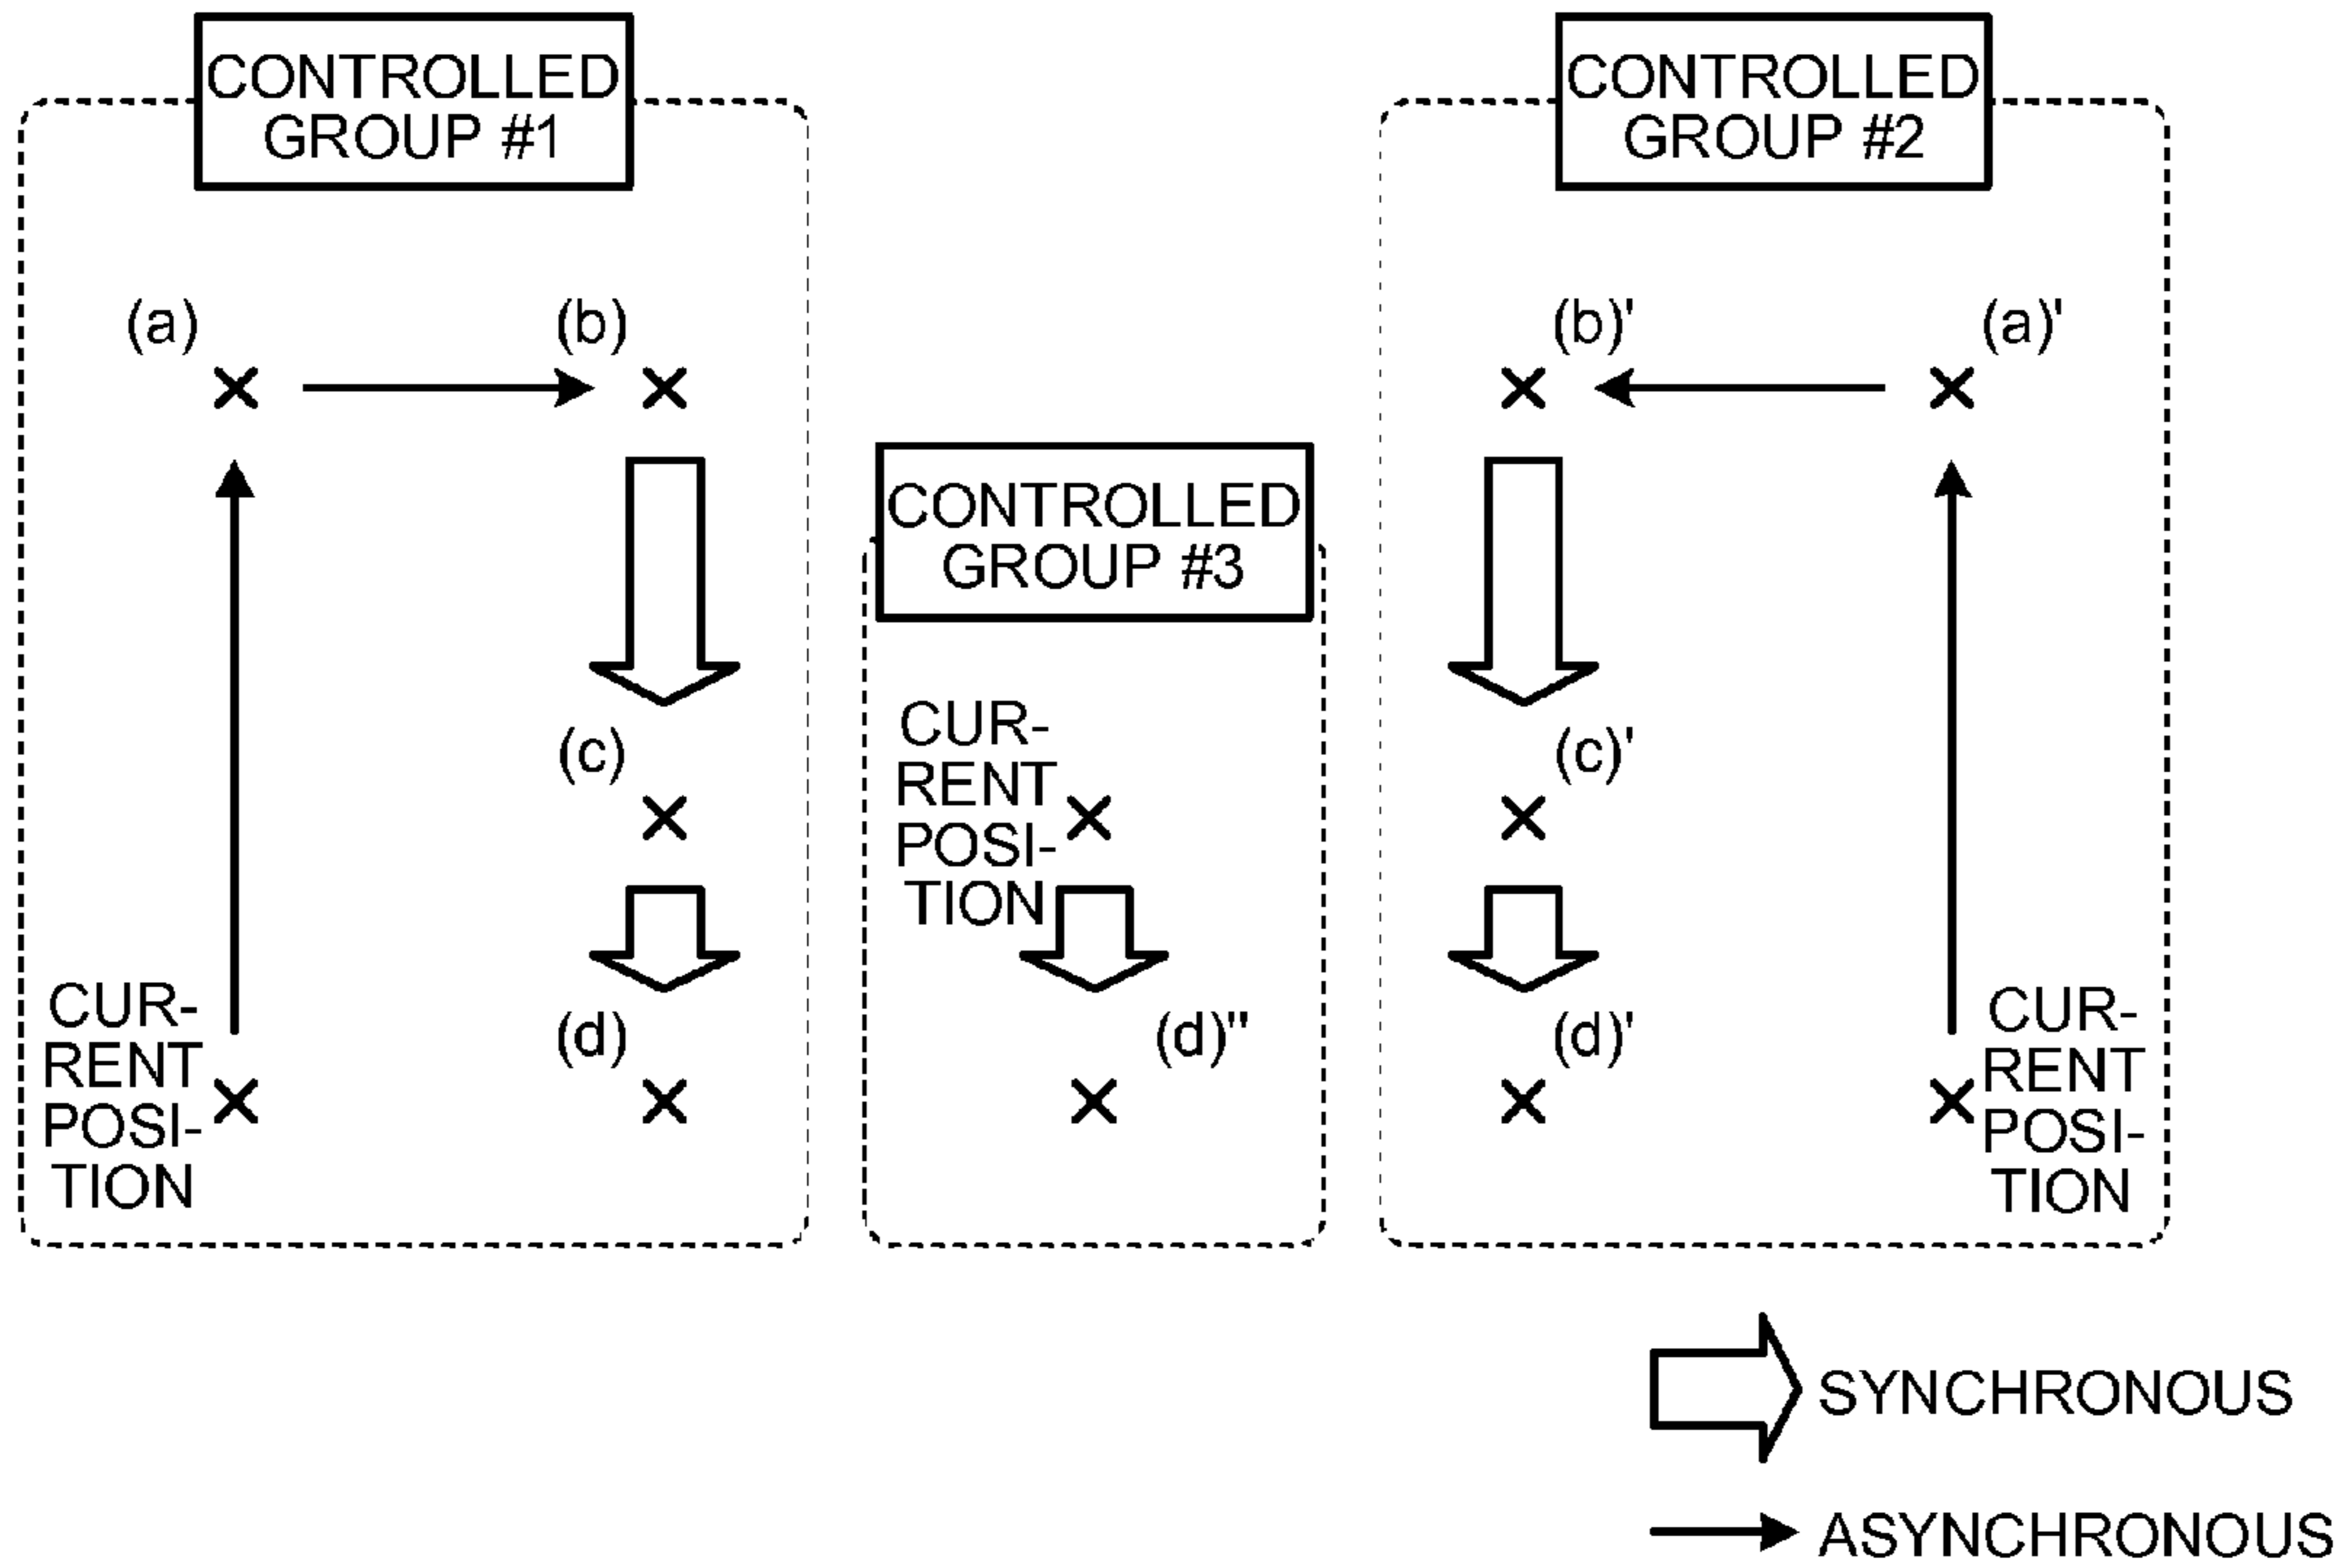 CONTROLLED
GROUP #1
CONTROLLED
GROUP #2
(a)
(b)
(b)'
(a)'
CONTROLLED
GROUP #3
(c)
CUR-
RENT
POSI-
TION
(c)'
(d)
(d)''
(d)'
CUR-
RENT
POSI-
TION
CUR-
RENT
POSI-
TION
SYNCHRONOUS
ASYNCHRONOUS